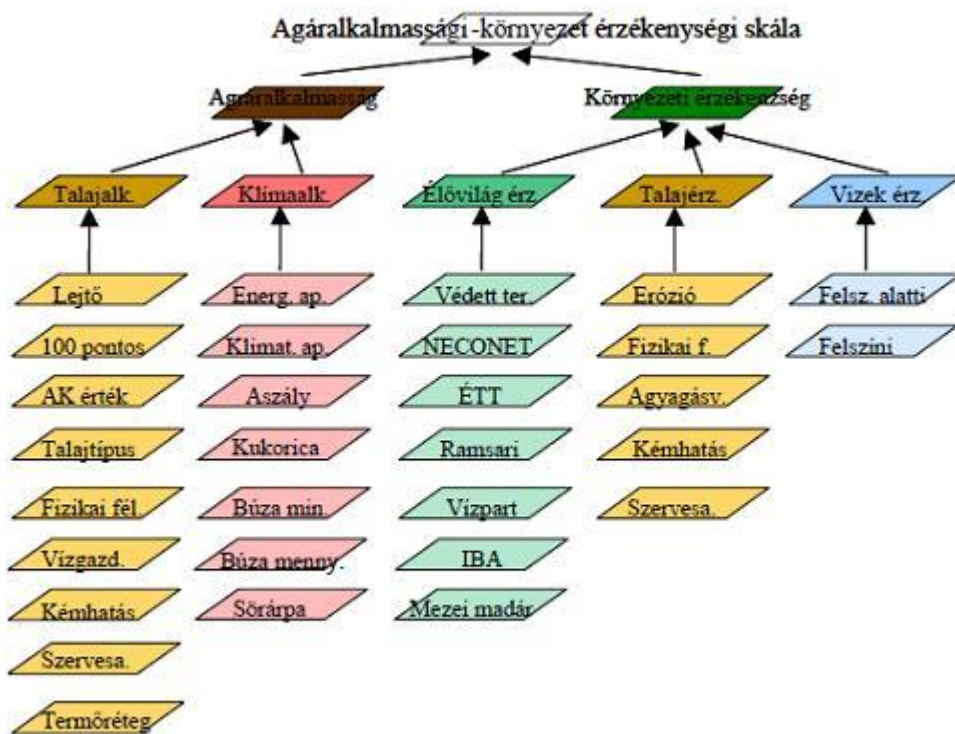 Agáralkalmassági-környezet érzékenységi skála
Agráralkalmasság
Környezeti érzékenzség
Talajalk.
Klímaalk.
Élővilág érz.
Talajérz.
Vizek érz.
Lejtő
Energ. ap.
Védett ter.
Erózió
Felsz. alatti
100 pontos
Klimat. ap.
NECONET
Fizikai f.
Felszíni
AK érték
Aszály
ÉTT
Agyagásv.
Talajtípus
Kukorica
Ramsari
Kémhatás
Fizikai fél.
Búza min.
Vízpart
Szervesa.
Vízgazd.
Búza menny.
IBA
Kémhatás
Sörárpa
Mezei madár
Szervesa.
Termőréteg